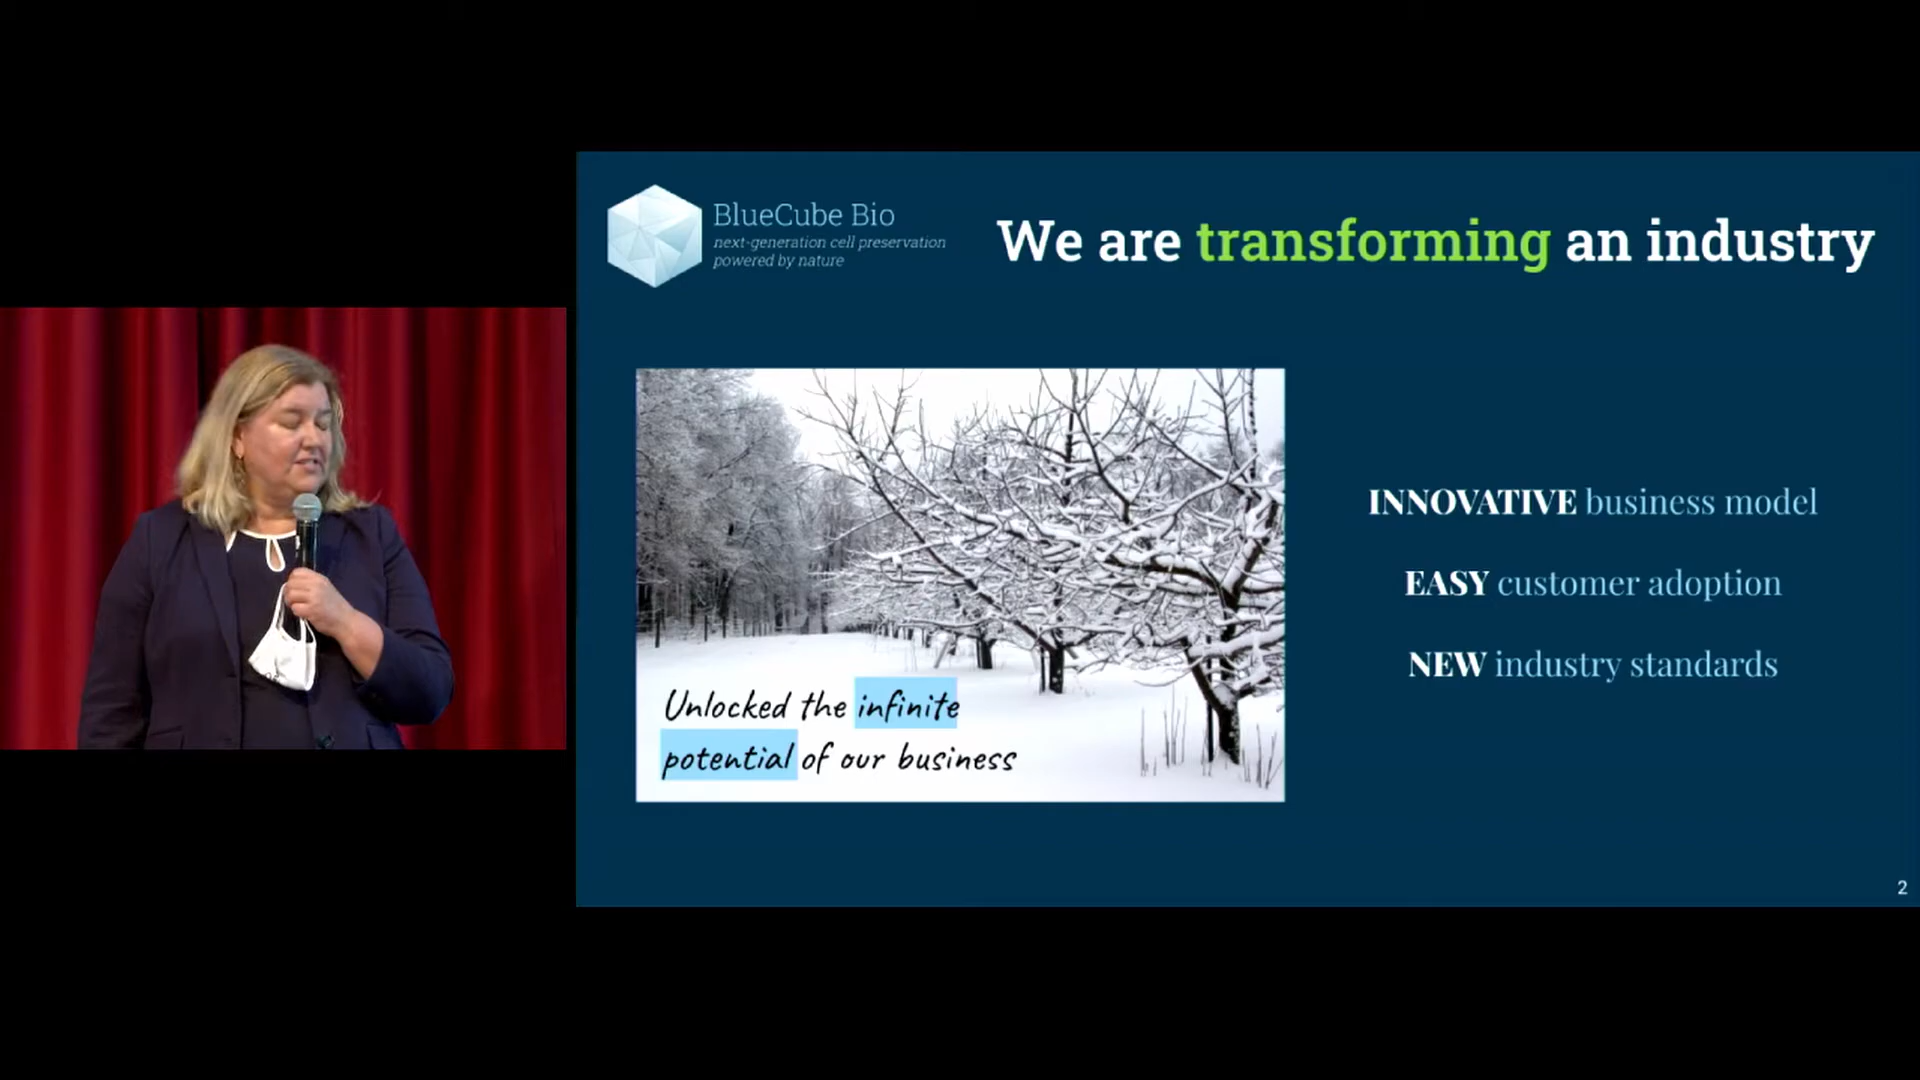 BlueCube Bio
next-generation cell preservation
powered by nature
We are transforming an industry
INNOVATIVE business model
EASY customer adoption
NEW industry standards
Unlocked the infinite
potential of our business
2